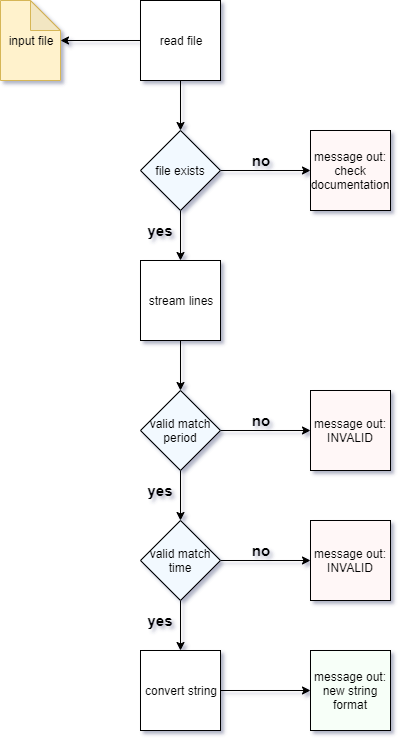 input file
read file
file exists
no
message out:
check
documentation
yes
stream lines
valid match
period
no
message out:
INVALID
yes
valid match
time
no
message out:
INVALID
yes
convert string
message out:
new string
format